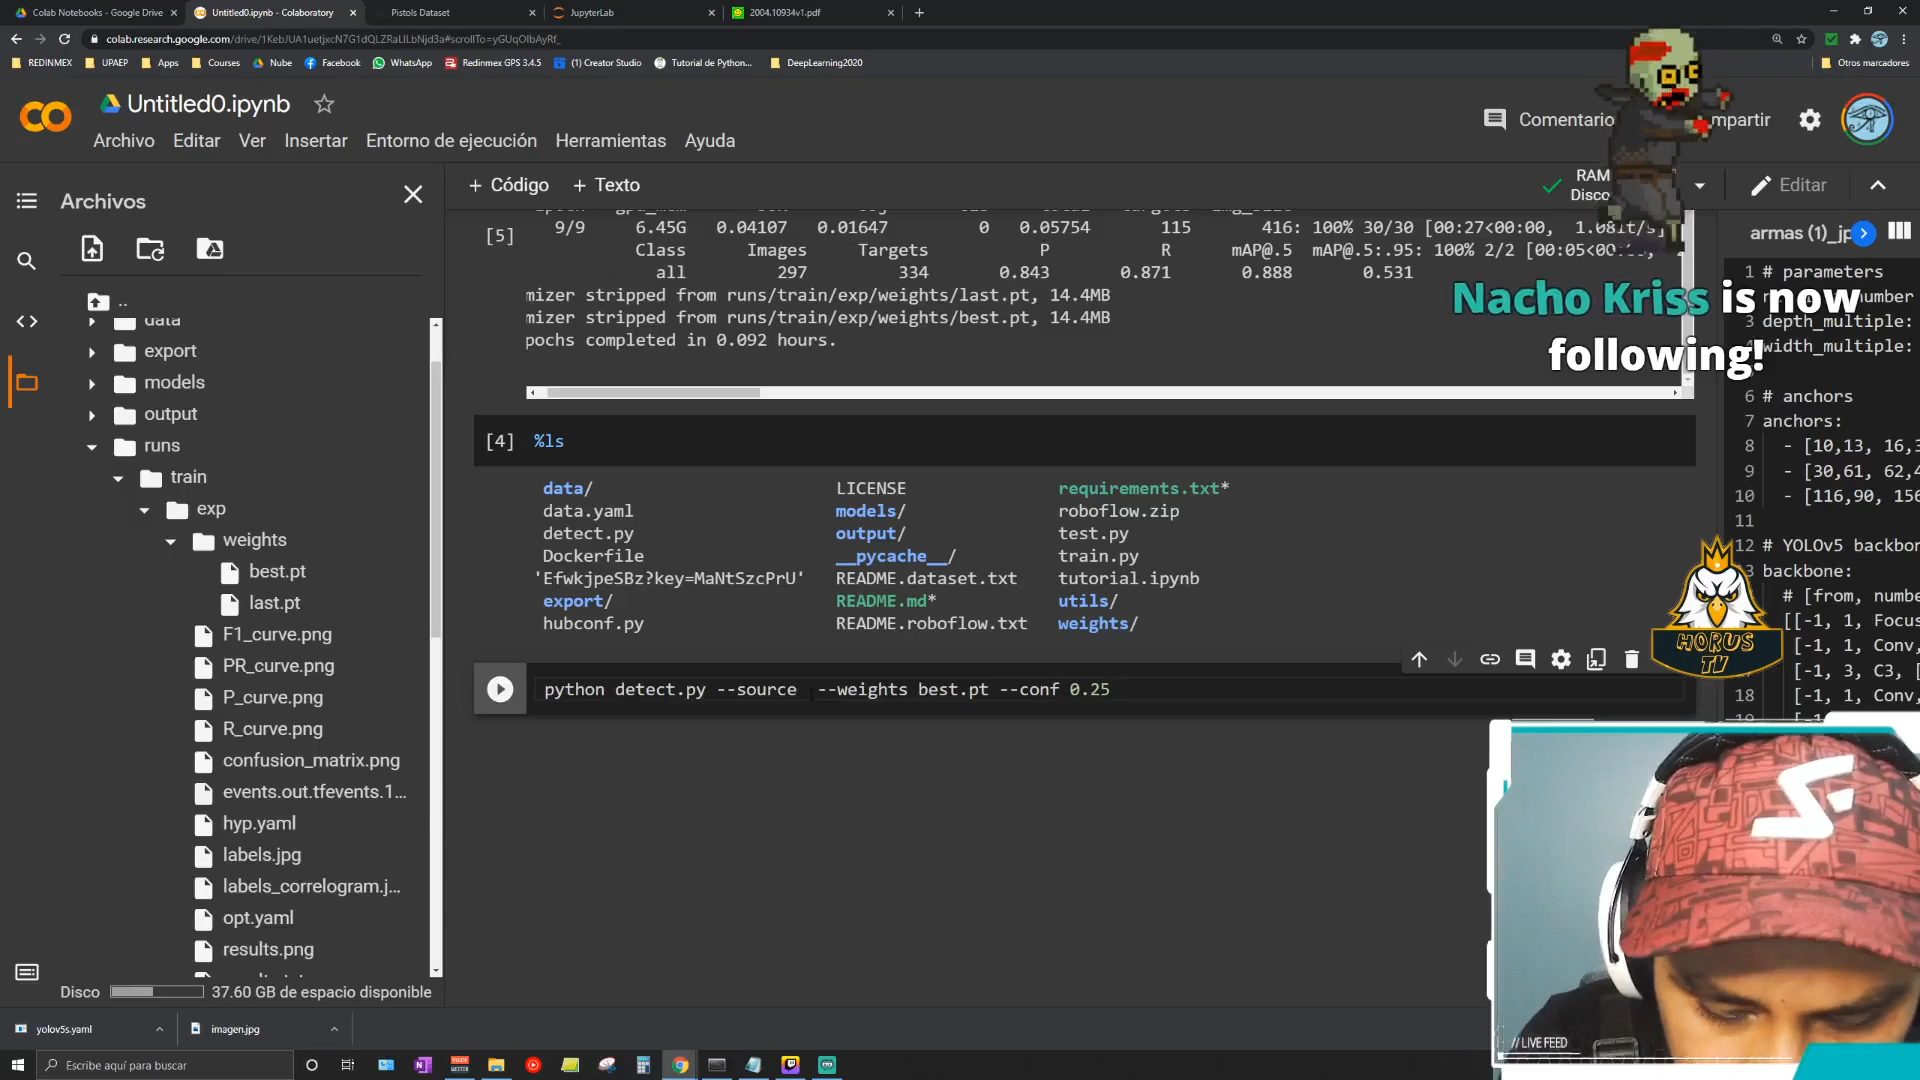 Colab Notebooks - Google Drive
Untitled0.ipynb - Colaboratory
Pistols Dataset
JupyterLab
2004.10934v1.pdf
colab.research.google.com/drive/1KebJUA1uetjxcN7G1dQLZRaLILbNjd3a#scrollTo=yGUqOIbAyRf_
REDINMEX
UPAEP
Apps
Courses
Nube
Facebook
WhatsApp
Redinmex GPS 3.4.5
(1) Creator Studio
Tutorial de Python...
DeepLearning2020
Otros marcadores
Untitled0.ipynb
Archivo Editar Ver Insertar Entorno de ejecución Herramientas Ayuda
Comentario
mpartir
Archivos
+ Código + Texto
RAM
Disco
Editar
..
data
export
models
output
runs
train
exp
weights
best.pt
last.pt
F1_curve.png
PR_curve.png
P_curve.png
R_curve.png
confusion_matrix.png
events.out.tfevents.1...
hyp.yaml
labels.jpg
labels_correlogram.j...
opt.yaml
results.png
Disco 37.60 GB de espacio disponible
[5]
9/9 6.45G 0.04107 0.01647 0 0.05754 115 416: 100% 30/30 [00:27<00:00, 1.08it/s]
Class Images Targets P R mAP@.5 mAP@.5:.95: 100% 2/2 [00:05<00:00,
all 297 334 0.843 0.871 0.888 0.531
mizer stripped from runs/train/exp/weights/last.pt, 14.4MB
mizer stripped from runs/train/exp/weights/best.pt, 14.4MB
pochs completed in 0.092 hours.
[4] %ls
data/ LICENSE requirements.txt*
data.yaml models/ roboflow.zip
detect.py output/ test.py
Dockerfile __pycache__/ train.py
'EfwkjpeSBz?key=MaNtSzcPrU' README.dataset.txt tutorial.ipynb
export/ README.md* utils/
hubconf.py README.roboflow.txt weights/
python detect.py --source --weights best.pt --conf 0.25
armas (1)_jp
1 # parameters
number
3 depth_multiple:
width_multiple:
6 # anchors
7 anchors:
8 - [10,13, 16,3
9 - [30,61, 62,4
10 - [116,90, 156
11
12 # YOLOv5 backbon
13 backbone:
# [from, numbe
[[-1, 1, Focus
[-1, 1, Conv,
[-1, 3, C3, [
18 [-1, 1, Conv,
Nacho Kriss is now
following!
HORUS
TV
// LIVE FEED
yolov5s.yaml
imagen.jpg
Escribe aquí para buscar